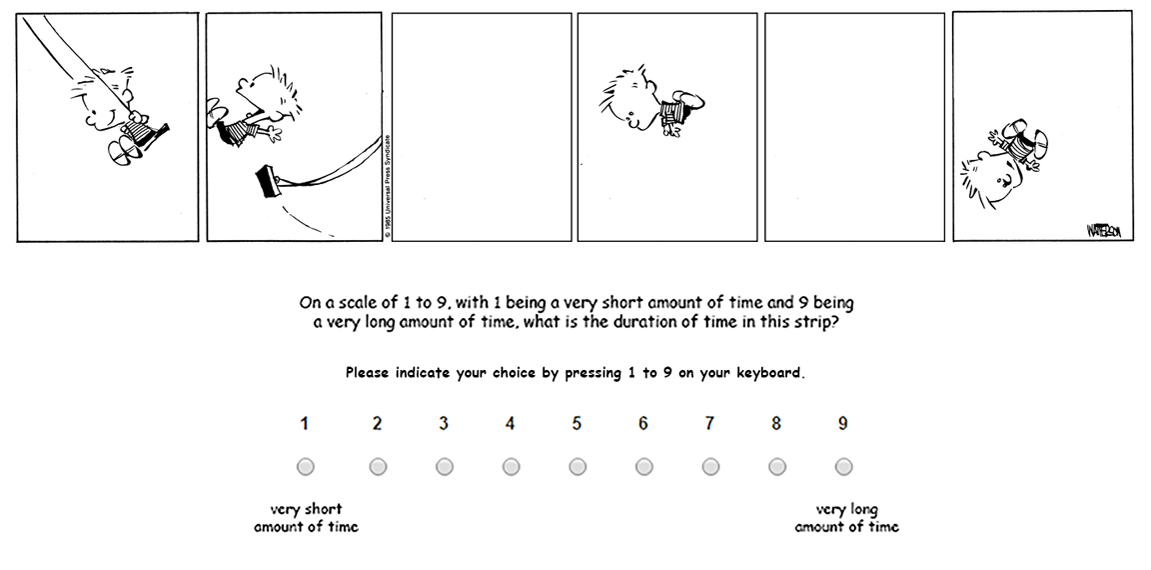 © 1985 Universal Press Syndicate
WATTERSON
On a scale of 1 to 9, with 1 being a very short amount of time and 9 being
a very long amount of time, what is the duration of time in this strip?
Please indicate your choice by pressing 1 to 9 on your keyboard.
1 2 3 4 5 6 7 8 9
very short very long
amount of time amount of time